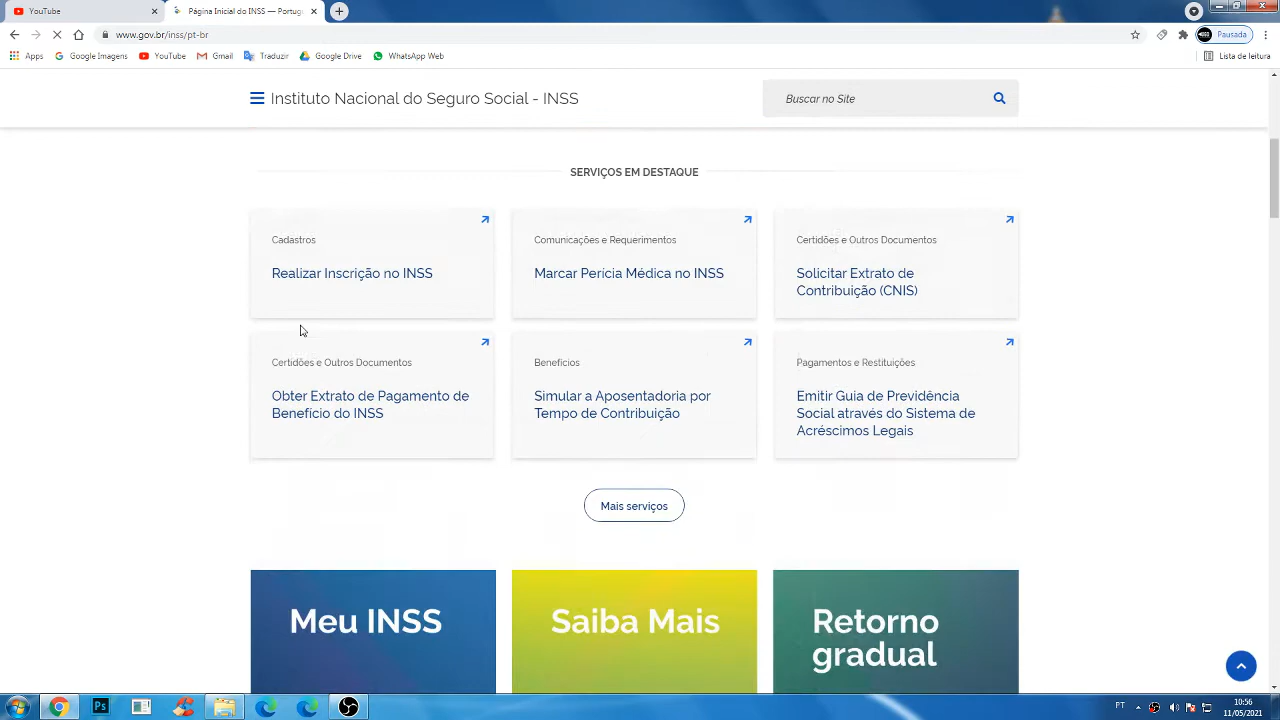 YouTube
Página Inicial do INSS — Portug
www.gov.br/inss/pt-br
Pausada
Apps
Google Imagens
YouTube
Gmail
Traduzir
Google Drive
WhatsApp Web
Lista de leitura
Instituto Nacional do Seguro Social - INSS
Buscar no Site
SERVIÇOS EM DESTAQUE
Cadastros
Realizar Inscrição no INSS
Comunicações e Requerimentos
Marcar Perícia Médica no INSS
Certidões e Outros Documentos
Solicitar Extrato de
Contribuição (CNIS)
Certidões e Outros Documentos
Obter Extrato de Pagamento de
Benefício do INSS
Benefícios
Simular a Aposentadoria por
Tempo de Contribuição
Pagamentos e Restituições
Emitir Guia de Previdência
Social através do Sistema de
Acréscimos Legais
Mais serviços
Meu INSS
Saiba Mais
Retorno
gradual
Ps
PT
10:56
11/05/2021